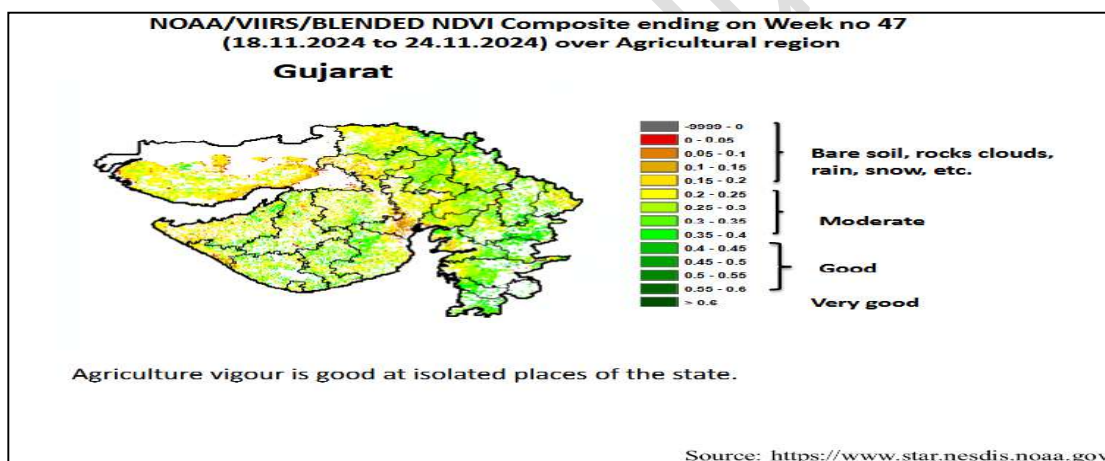 NOAA/VIIRS/BLENDED NDVI Composite ending on Week no 47
(18.11.2024 to 24.11.2024) over Agricultural region
Gujarat
-9999 - 0
0 - 0.05
0.05 - 0.1
0.1 - 0.15
0.15 - 0.2
0.2 - 0.25
0.25 - 0.3
0.3 - 0.35
0.35 - 0.4
0.4 - 0.45
0.45 - 0.5
0.5 - 0.55
0.55 - 0.6
> 0.6
Bare soil, rocks clouds,
rain, snow, etc.
Moderate
Good
Very good
Agriculture vigour is good at isolated places of the state.
Source: https://www.star.nesdis.noaa.gov